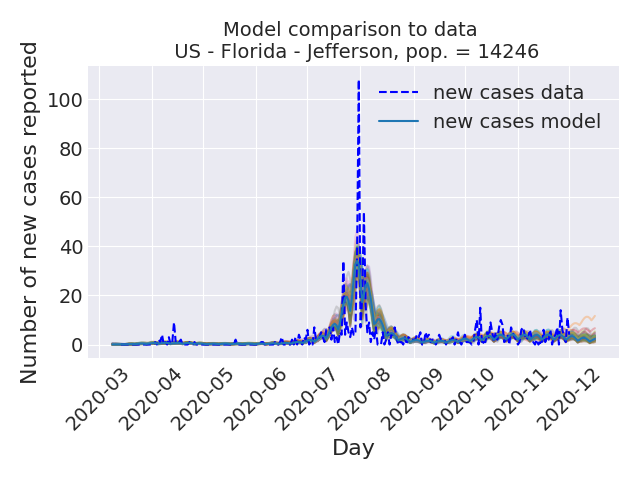 Model comparison to data
US - Florida - Jefferson, pop. = 14246
Number of new cases reported
100
80
60
40
20
0
new cases data
new cases model
2020-03
2020-04
2020-05
2020-06
2020-07
2020-08
2020-09
2020-10
2020-11
2020-12
Day